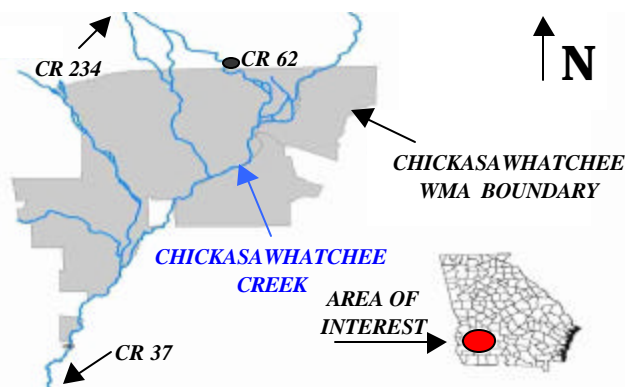 CR 234
CR 62
N
CHICKASAWHATCHEE
WMA BOUNDARY
CHICKASAWHATCHEE
CREEK
AREA OF
INTEREST
CR 37